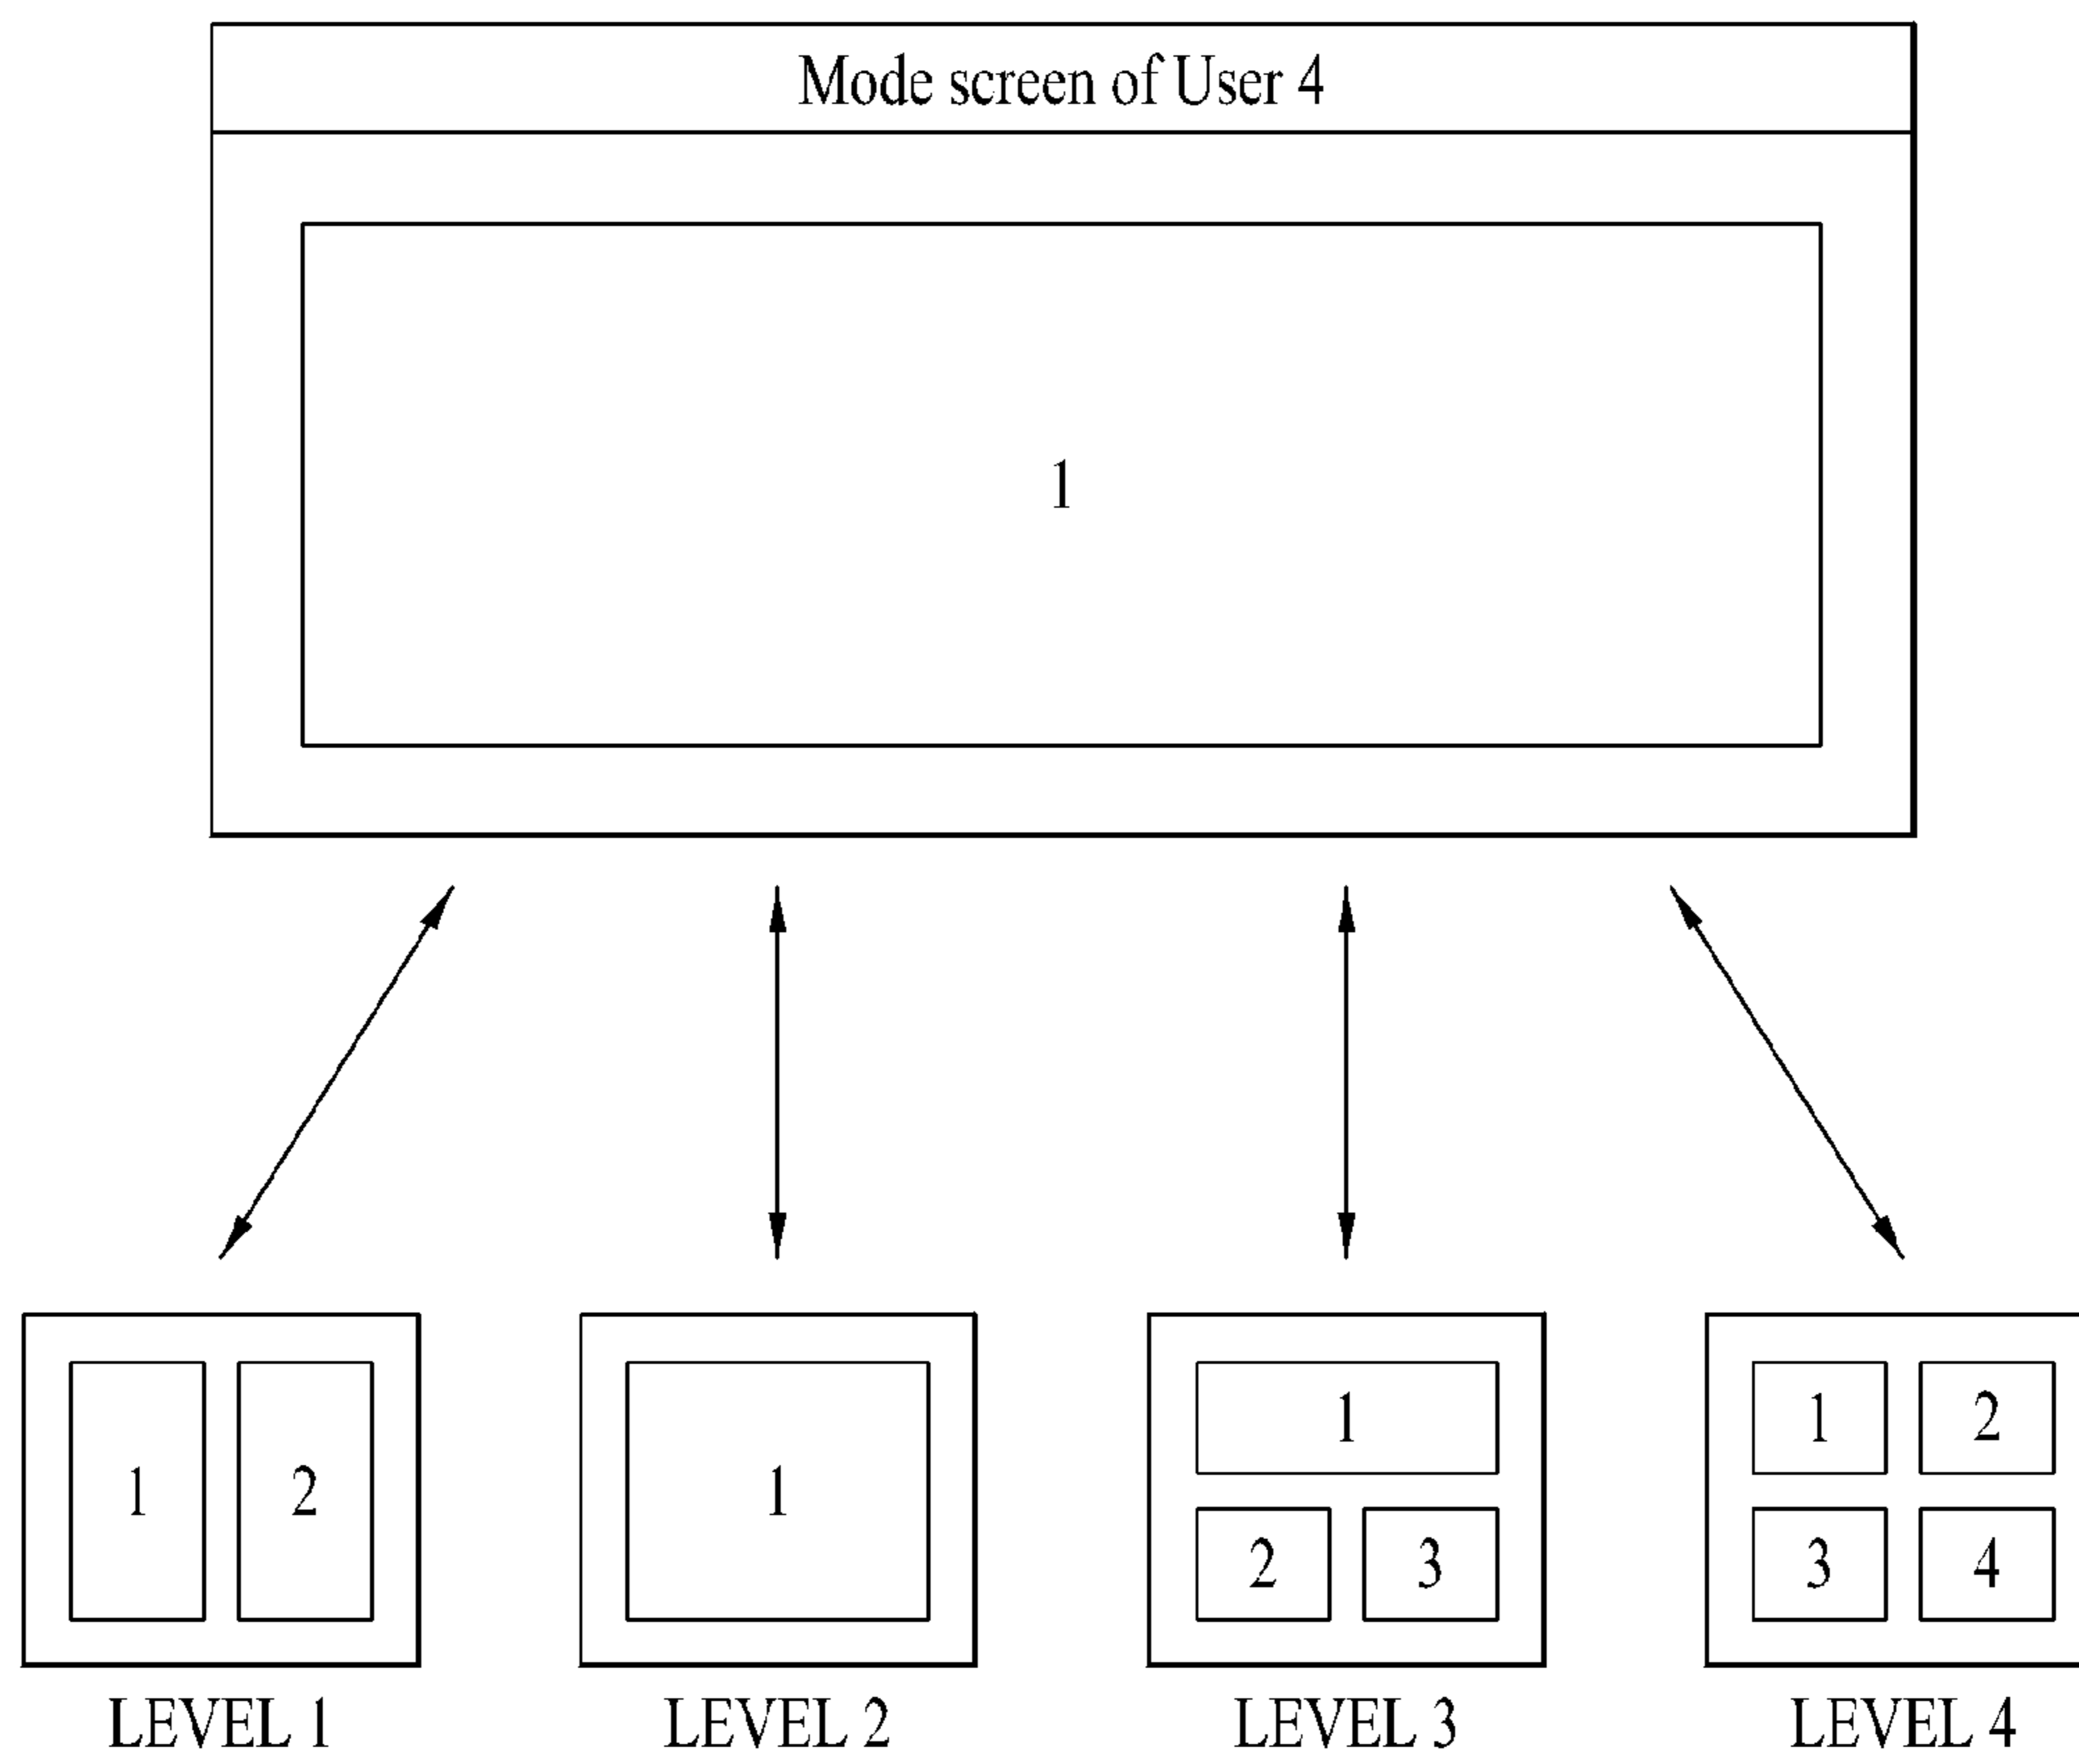 Mode screen of User 4
1
1 2
1
1
2 3
1 2
3 4
LEVEL 1
LEVEL 2
LEVEL 3
LEVEL 4